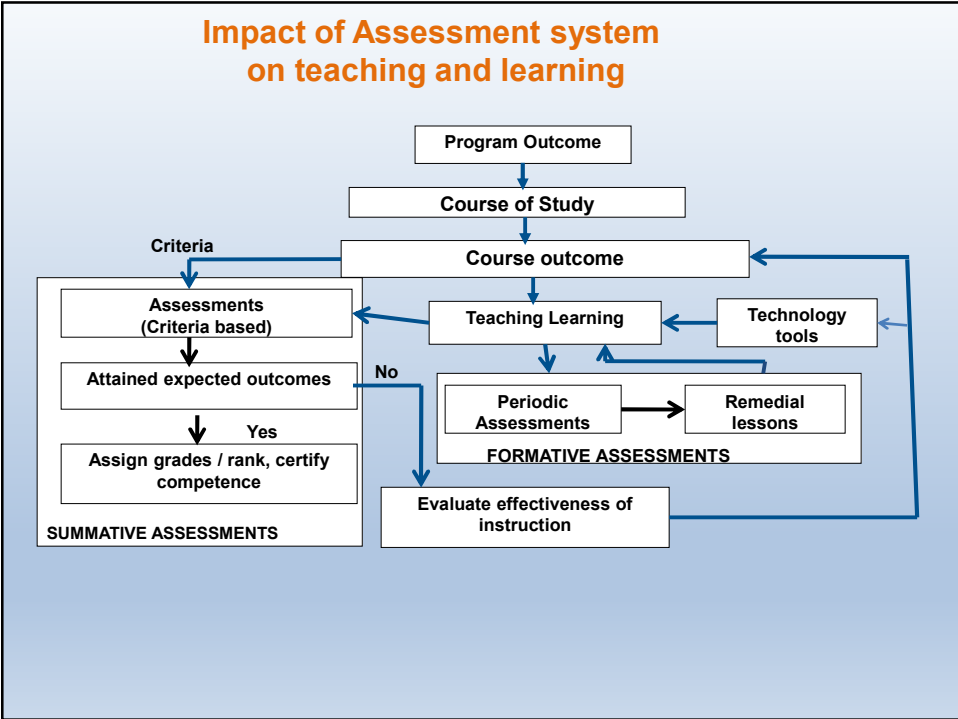 Impact of Assessment system
on teaching and learning
Program Outcome
Course of Study
Criteria
Course outcome
Assessments
(Criteria based)
Teaching Learning
Technology
tools
Attained expected outcomes
No
Periodic
Assessments
Remedial
lessons
Yes
FORMATIVE ASSESSMENTS
Assign grades / rank, certify
competence
Evaluate effectiveness of
instruction
SUMMATIVE ASSESSMENTS